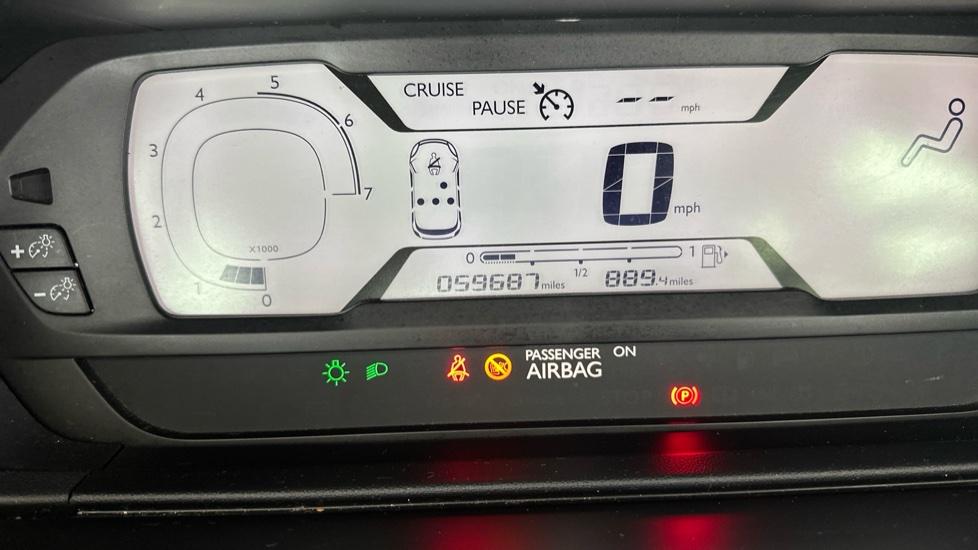 CRUISE
PAUSE -- -- mph
4 5 6
3
2
7
X1000
1 0
0 mph
0 1/2 1
059687 miles 889.4 miles
+
-
PASSENGER ON
AIRBAG
P